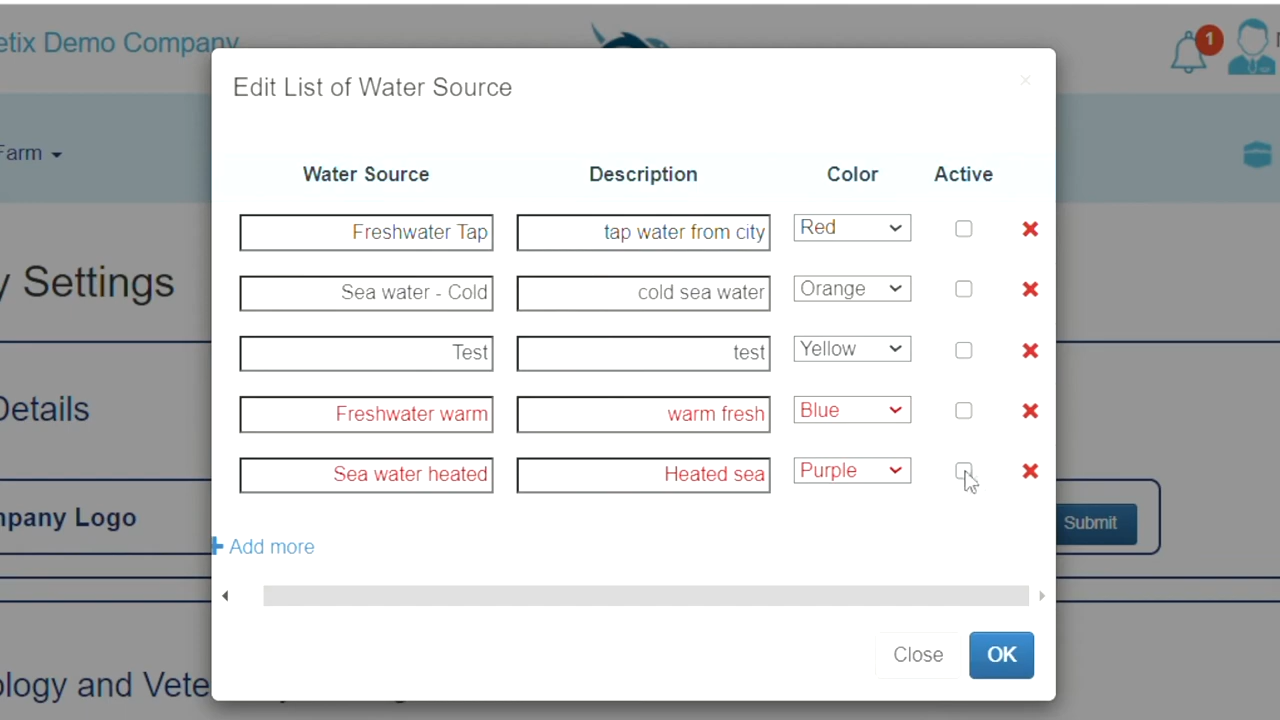 etix Demo Company
1
Edit List of Water Source
Farm
Water Source Description Color Active
Freshwater Tap tap water from city Red
Sea water - Cold cold sea water Orange
y Settings
Test test Yellow
Details
Freshwater warm warm fresh Blue
Sea water heated Heated sea Purple
mpany Logo
Submit
Add more
Close OK
ology and Vete